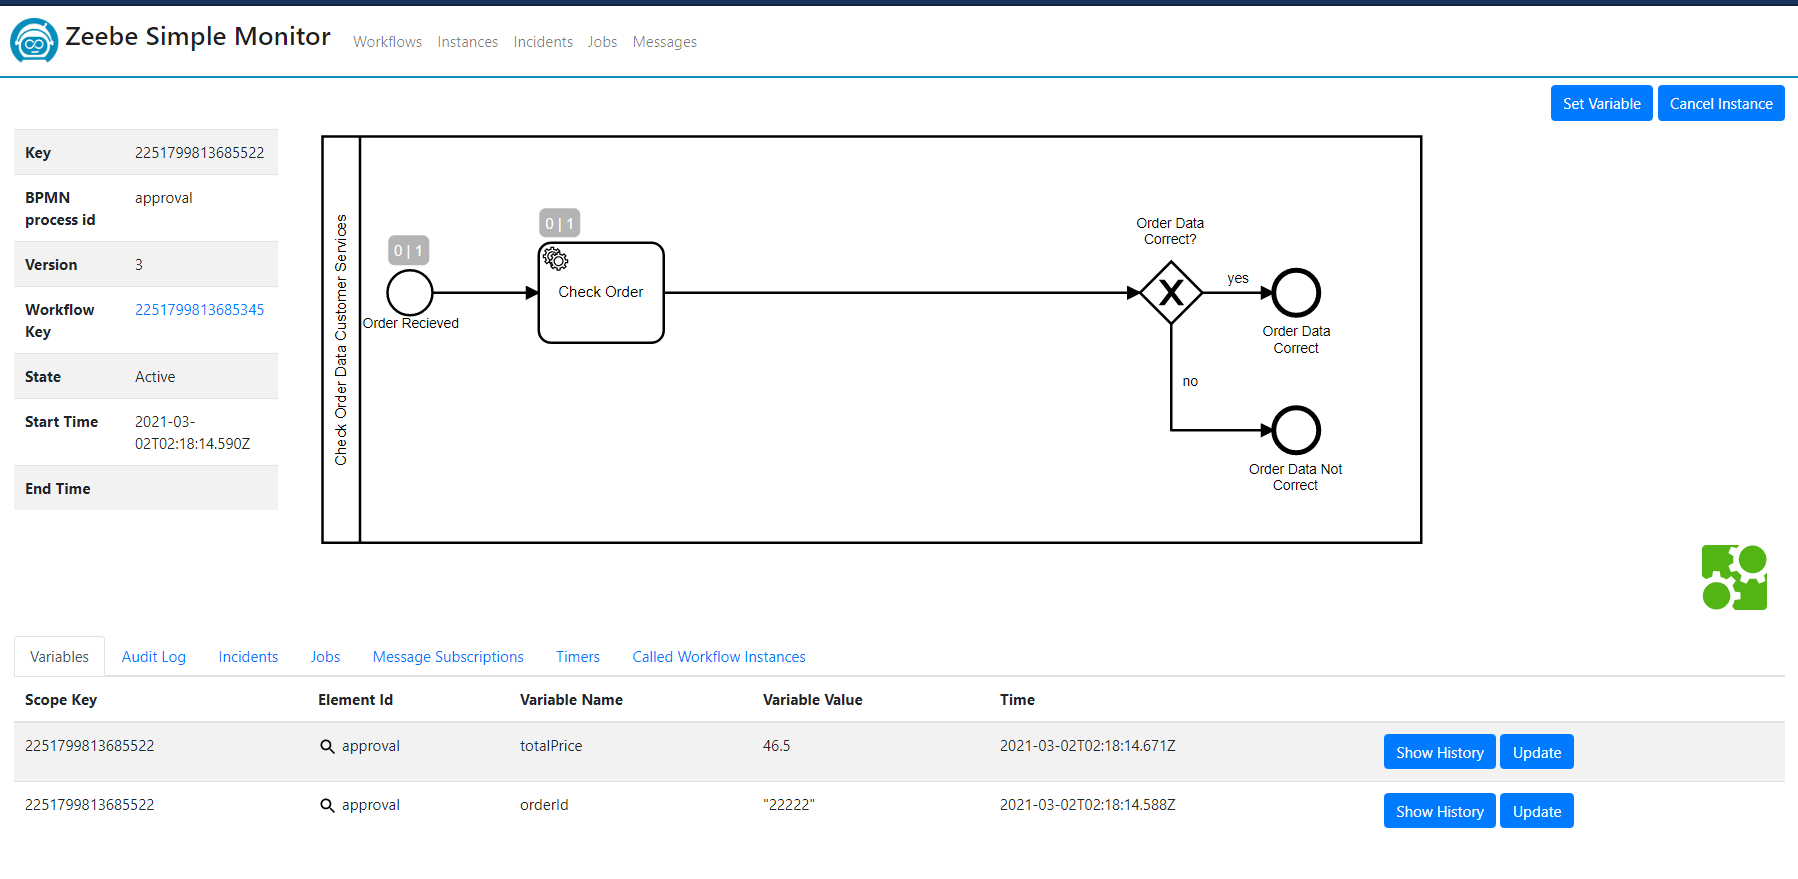 Zeebe Simple Monitor
Workflows Instances Incidents Jobs Messages
Set Variable Cancel Instance
Key 2251799813685522
BPMN process id approval
Version 3
Workflow Key 2251799813685345
State Active
Start Time 2021-03-02T02:18:14.590Z
End Time
Check Order Data Customer Services
0 | 1
Order Recieved
0 | 1
Check Order
Order Data
Correct?
X
yes
Order Data
Correct
no
Order Data Not
Correct
Variables Audit Log Incidents Jobs Message Subscriptions Timers Called Workflow Instances
Scope Key Element Id Variable Name Variable Value Time
2251799813685522 approval totalPrice 46.5 2021-03-02T02:18:14.671Z Show History Update
2251799813685522 approval orderId "22222" 2021-03-02T02:18:14.588Z Show History Update